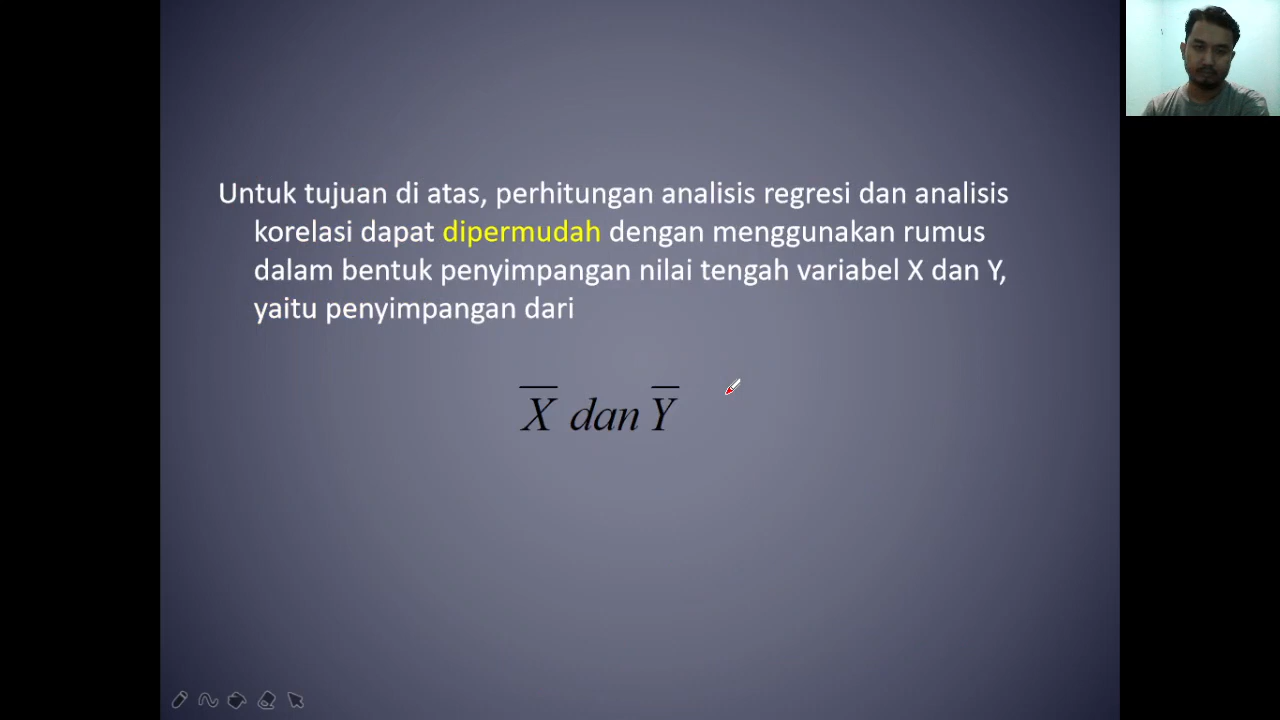 Untuk tujuan di atas, perhitungan analisis regresi dan analisis
korelasi dapat dipermudah dengan menggunakan rumus
dalam bentuk penyimpangan nilai tengah variabel X dan Y,
yaitu penyimpangan dari
X̅ dan Y̅